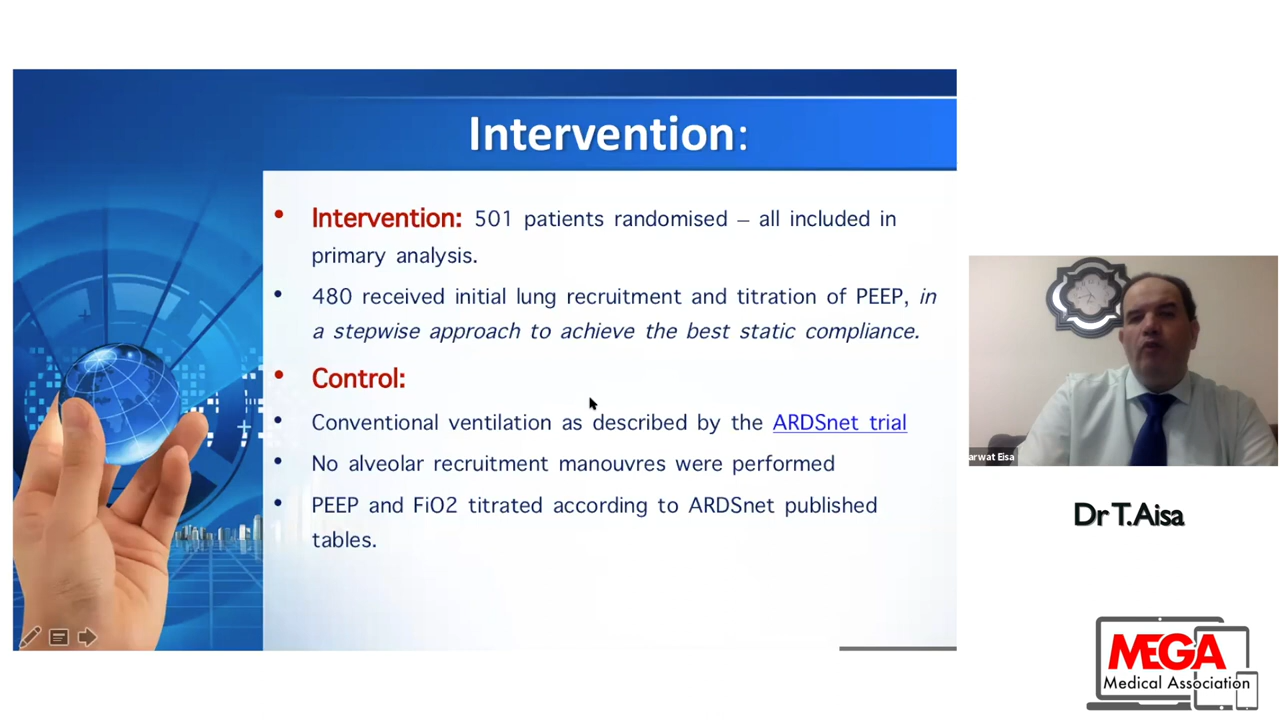 Intervention:
Intervention: 501 patients randomised – all included in
primary analysis.
480 received initial lung recruitment and titration of PEEP, in
a stepwise approach to achieve the best static compliance.
Control:
Conventional ventilation as described by the ARDSnet trial
No alveolar recruitment manouvres were performed
PEEP and FiO2 titrated according to ARDSnet published
tables.
arwat Eisa
Dr T.Aisa
MEGA
Medical Association